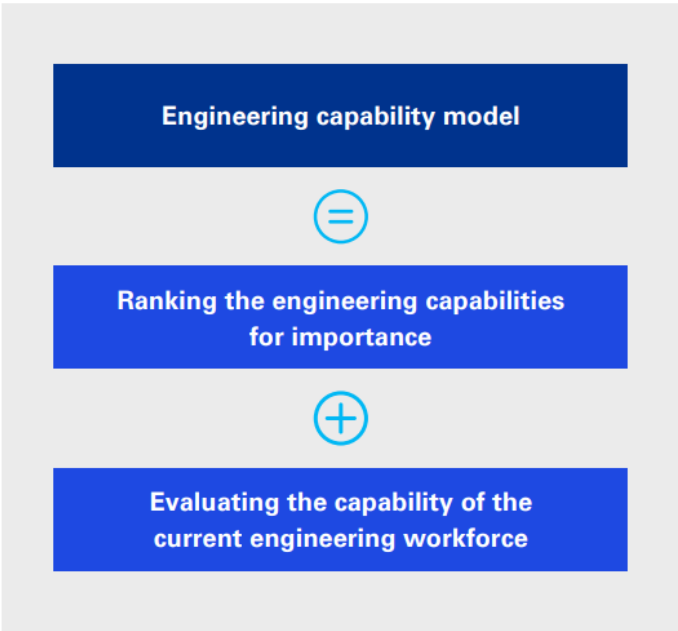 Engineering capability model
=
Ranking the engineering capabilities
for importance
+
Evaluating the capability of the
current engineering workforce